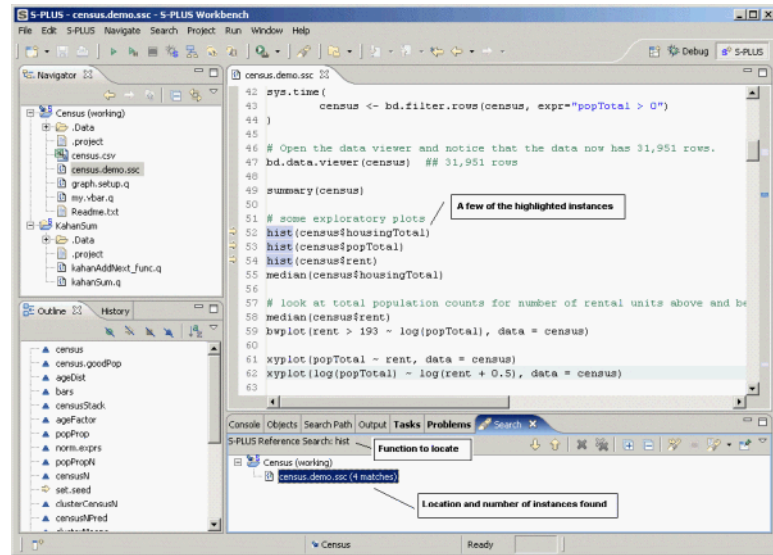 S-PLUS - census.demo.ssc - S-PLUS Workbench
File Edit S-PLUS Navigate Search Project Run Window Help
Debug S-PLUS
Navigator
Census (working)
.Data
.project
census.csv
census.demo.ssc
graph.setup.q
my.vbar.q
Readme.txt
KahanSum
.Data
.project
kahanAddNext_func.q
kahanSum.q
Outline History
census
census.goodPop
ageDist
bars
censusStack
ageFactor
popProp
norm.exprs
popPropN
censusN
set.seed
clusterCensusN
censusNPred
census.demo.ssc
42 sys.time(
43 census <- bd.filter.rows(census, expr="popTotal > 0")
44 )
45
46 # Open the data viewer and notice that the data now has 31,951 rows.
47 bd.data.viewer(census) ## 31,951 rows
48
49 summary(census)
50
A few of the highlighted instances
51 # some exploratory plots
52 hist(census$housingTotal)
53 hist(census$popTotal)
54 hist(census$rent)
55 median(census$housingTotal)
56
57 # look at total population counts for number of rental units above and be
58 median(census$rent)
59 bwplot(rent > 193 ~ log(popTotal), data = census)
60
61 xyplot(popTotal ~ rent, data = census)
62 xyplot(log(popTotal) ~ log(rent + 0.5), data = census)
63
Console Objects Search Path Output Tasks Problems Search
S-PLUS Reference Search: hist
Function to locate
Census (working)
census.demo.ssc (4 matches)
Location and number of instances found
Census Ready